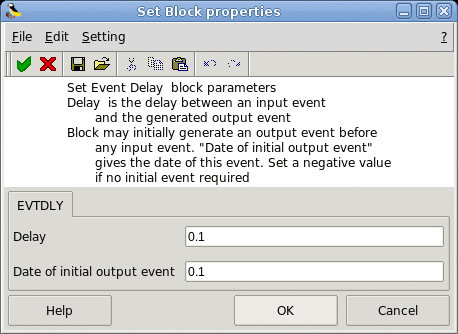 Set Block properties
File Edit Setting ?
Set Event Delay block parameters
Delay is the delay between an input event
and the generated output event
Block may initially generate an output event before
any input event. "Date of initial output event"
gives the date of this event. Set a negative value
if no initial event required
EVTDLY
Delay 0.1
Date of initial output event 0.1
Help OK Cancel